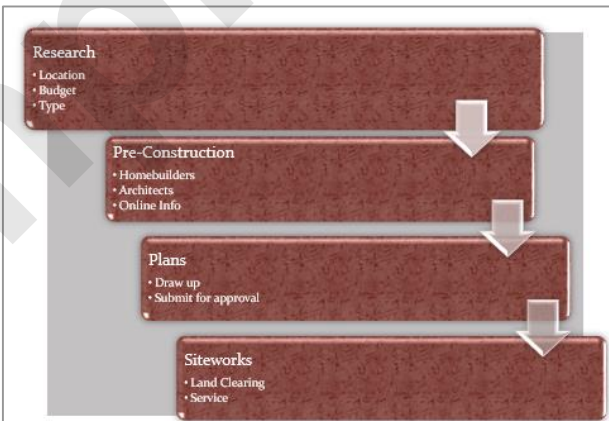 Research
• Location
• Budget
• Type
Pre-Construction
• Homebuilders
• Architects
• Online Info
Plans
• Draw up
• Submit for approval
Siteworks
• Land Clearing
• Service